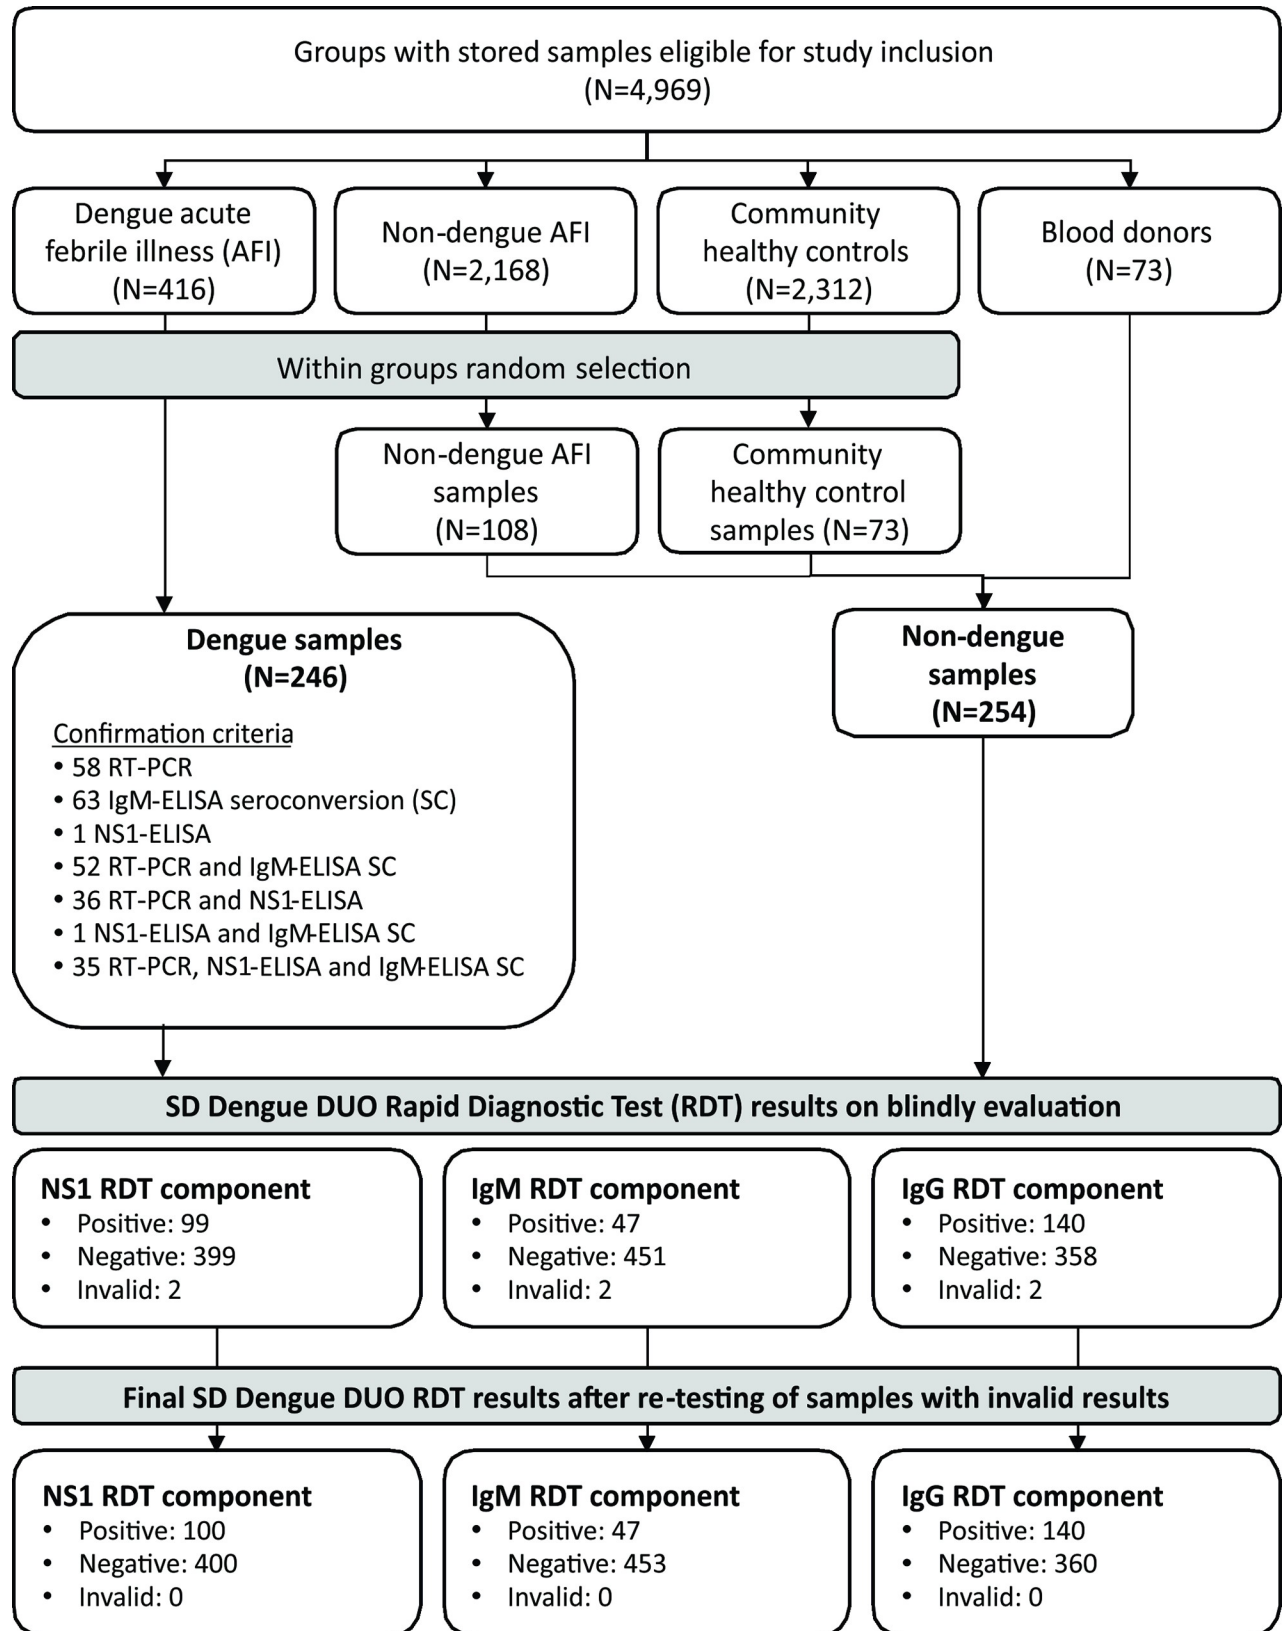 Groups with stored samples eligible for study inclusion
(N=4,969)
Dengue acute
febrile illness (AFI)
(N=416)
Non-dengue AFI
(N=2,168)
Community
healthy controls
(N=2,312)
Blood donors
(N=73)
Within groups random selection
Non-dengue AFI
samples
(N=108)
Community
healthy control
samples (N=73)
Dengue samples
(N=246)
Confirmation criteria
• 58 RT-PCR
• 63 IgM-ELISA seroconversion (SC)
• 1 NS1-ELISA
• 52 RT-PCR and IgM-ELISA SC
• 36 RT-PCR and NS1-ELISA
• 1 NS1-ELISA and IgM-ELISA SC
• 35 RT-PCR, NS1-ELISA and IgM-ELISA SC
Non-dengue
samples
(N=254)
SD Dengue DUO Rapid Diagnostic Test (RDT) results on blindly evaluation
NS1 RDT component
• Positive: 99
• Negative: 399
• Invalid: 2
IgM RDT component
• Positive: 47
• Negative: 451
• Invalid: 2
IgG RDT component
• Positive: 140
• Negative: 358
• Invalid: 2
Final SD Dengue DUO RDT results after re-testing of samples with invalid results
NS1 RDT component
• Positive: 100
• Negative: 400
• Invalid: 0
IgM RDT component
• Positive: 47
• Negative: 453
• Invalid: 0
IgG RDT component
• Positive: 140
• Negative: 360
• Invalid: 0